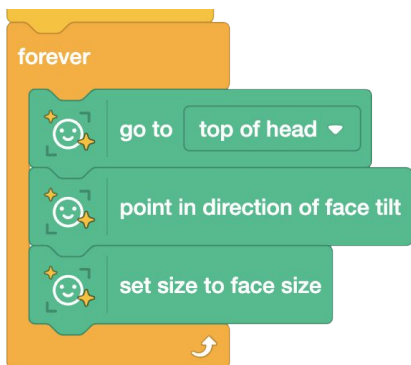 forever
go to top of head
point in direction of face tilt
set size to face size